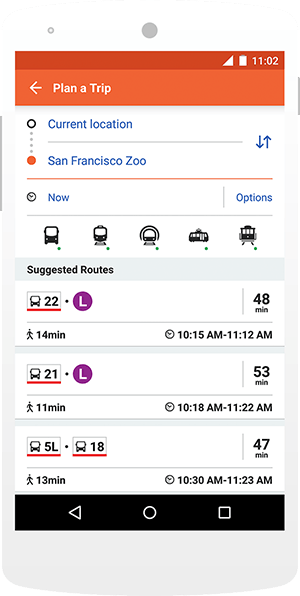 11:02
Plan a Trip
Current location
San Francisco Zoo
Now Options
Suggested Routes
22 • L 48
min
14min 10:15 AM-11:12 AM
21 • L 53
min
11min 10:18 AM-11:22 AM
5L • 18 47
min
13min 10:30 AM-11:23 AM